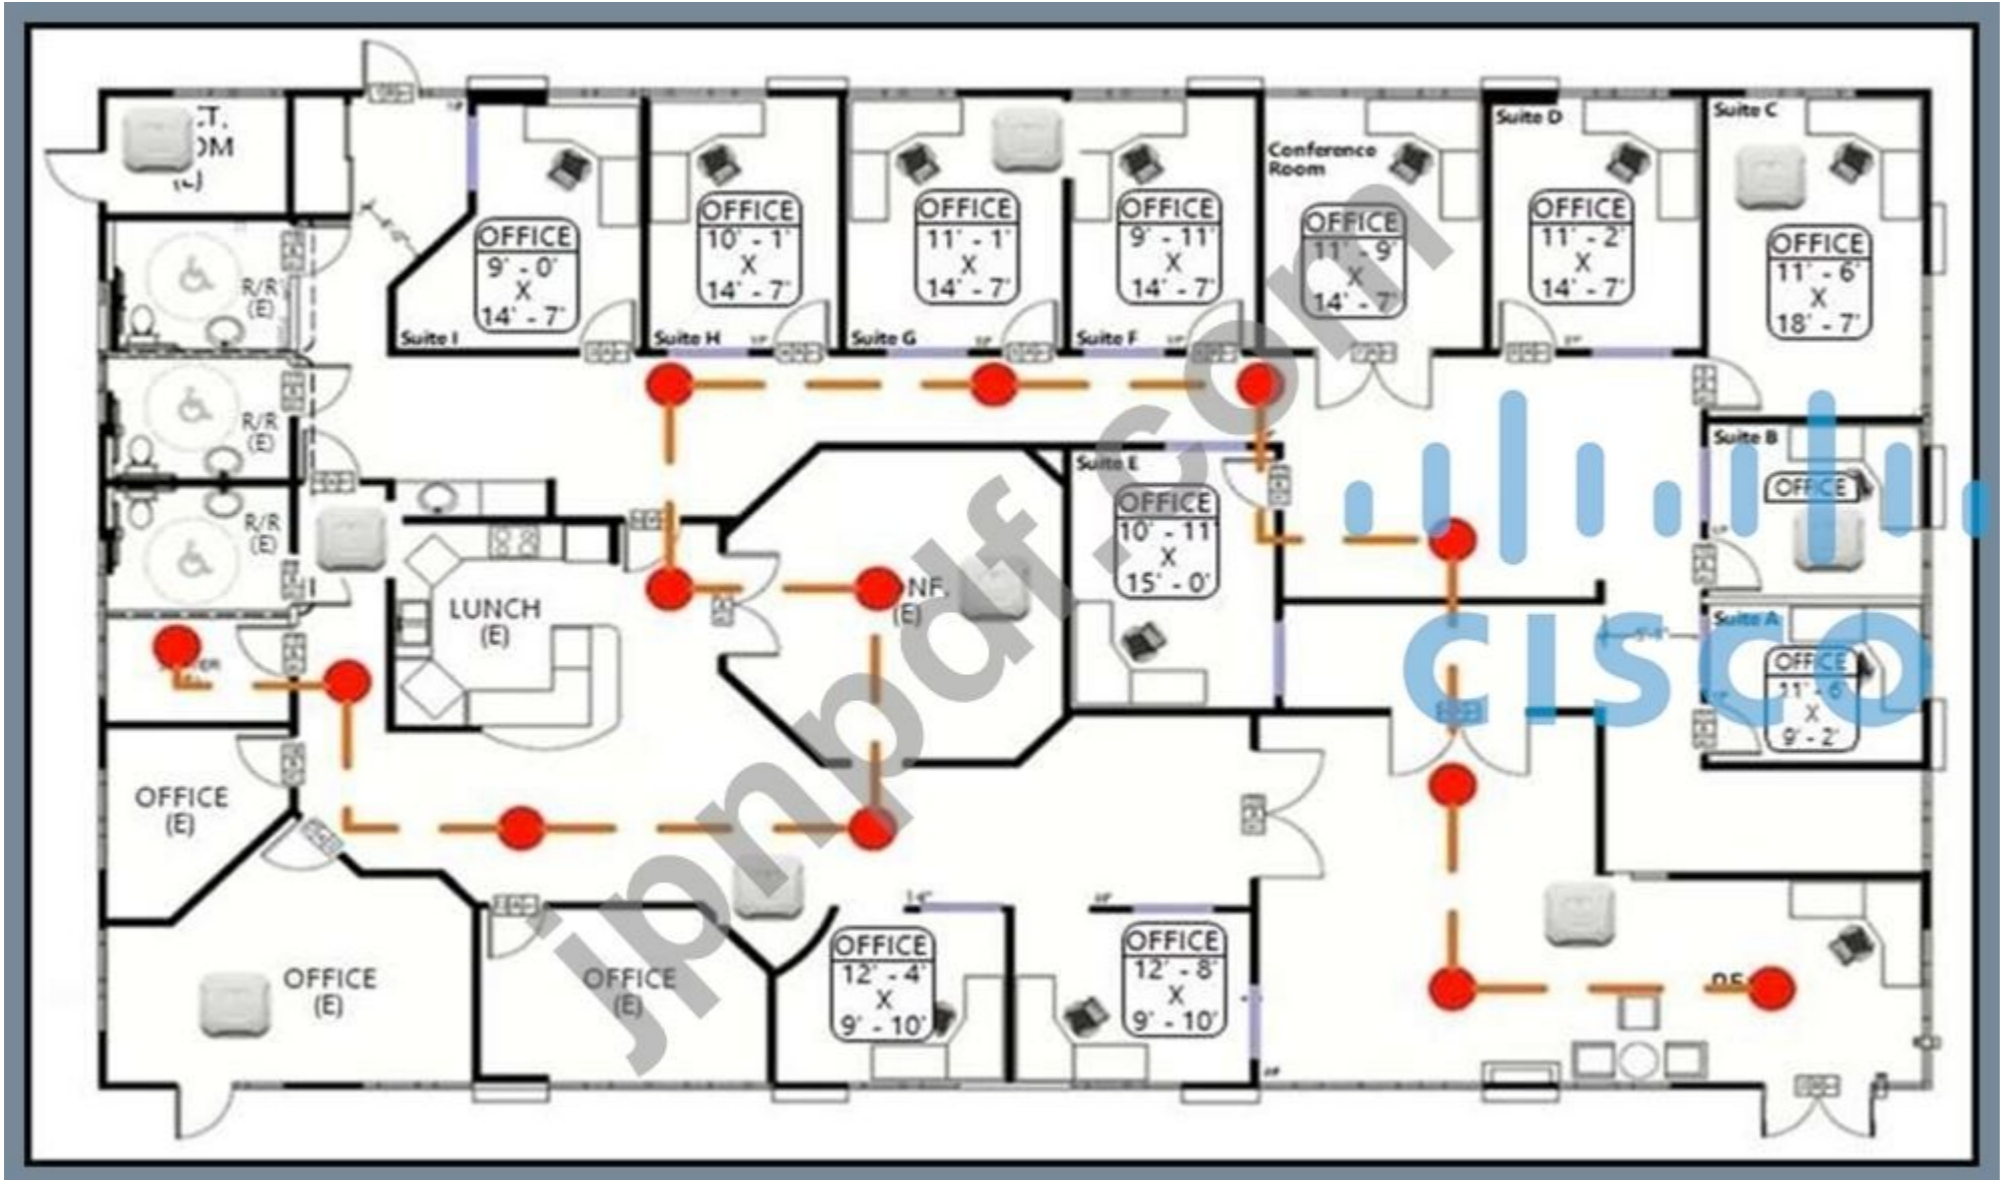 Suite D
Suite C
Conference
Room
OFFICE
9' - 0'
X
14' - 7'
Suite I
OFFICE
10' - 1'
X
14' - 7'
Suite H
OFFICE
11' - 1'
X
14' - 7'
Suite G
OFFICE
9' - 11'
X
14' - 7'
Suite F
OFFICE
11' - 9'
X
14' - 7'
OFFICE
11' - 2'
X
14' - 7'
OFFICE
11' - 6'
X
18' - 7'
R/R
(E)
R/R
(E)
R/R
(E)
Suite E
OFFICE
10' - 11
X
15' - 0'
Suite B
OFFICE
LUNCH
(E)
NF.
(E)
Suite A
OFFICE
11' - 6'
X
9' - 2'
CISCO
OFFICE
(E)
OFFICE
(E)
OFFICE
(E)
OFFICE
12' - 4'
X
9' - 10'
OFFICE
12' - 8'
X
9' - 10'
jpnpdf.com